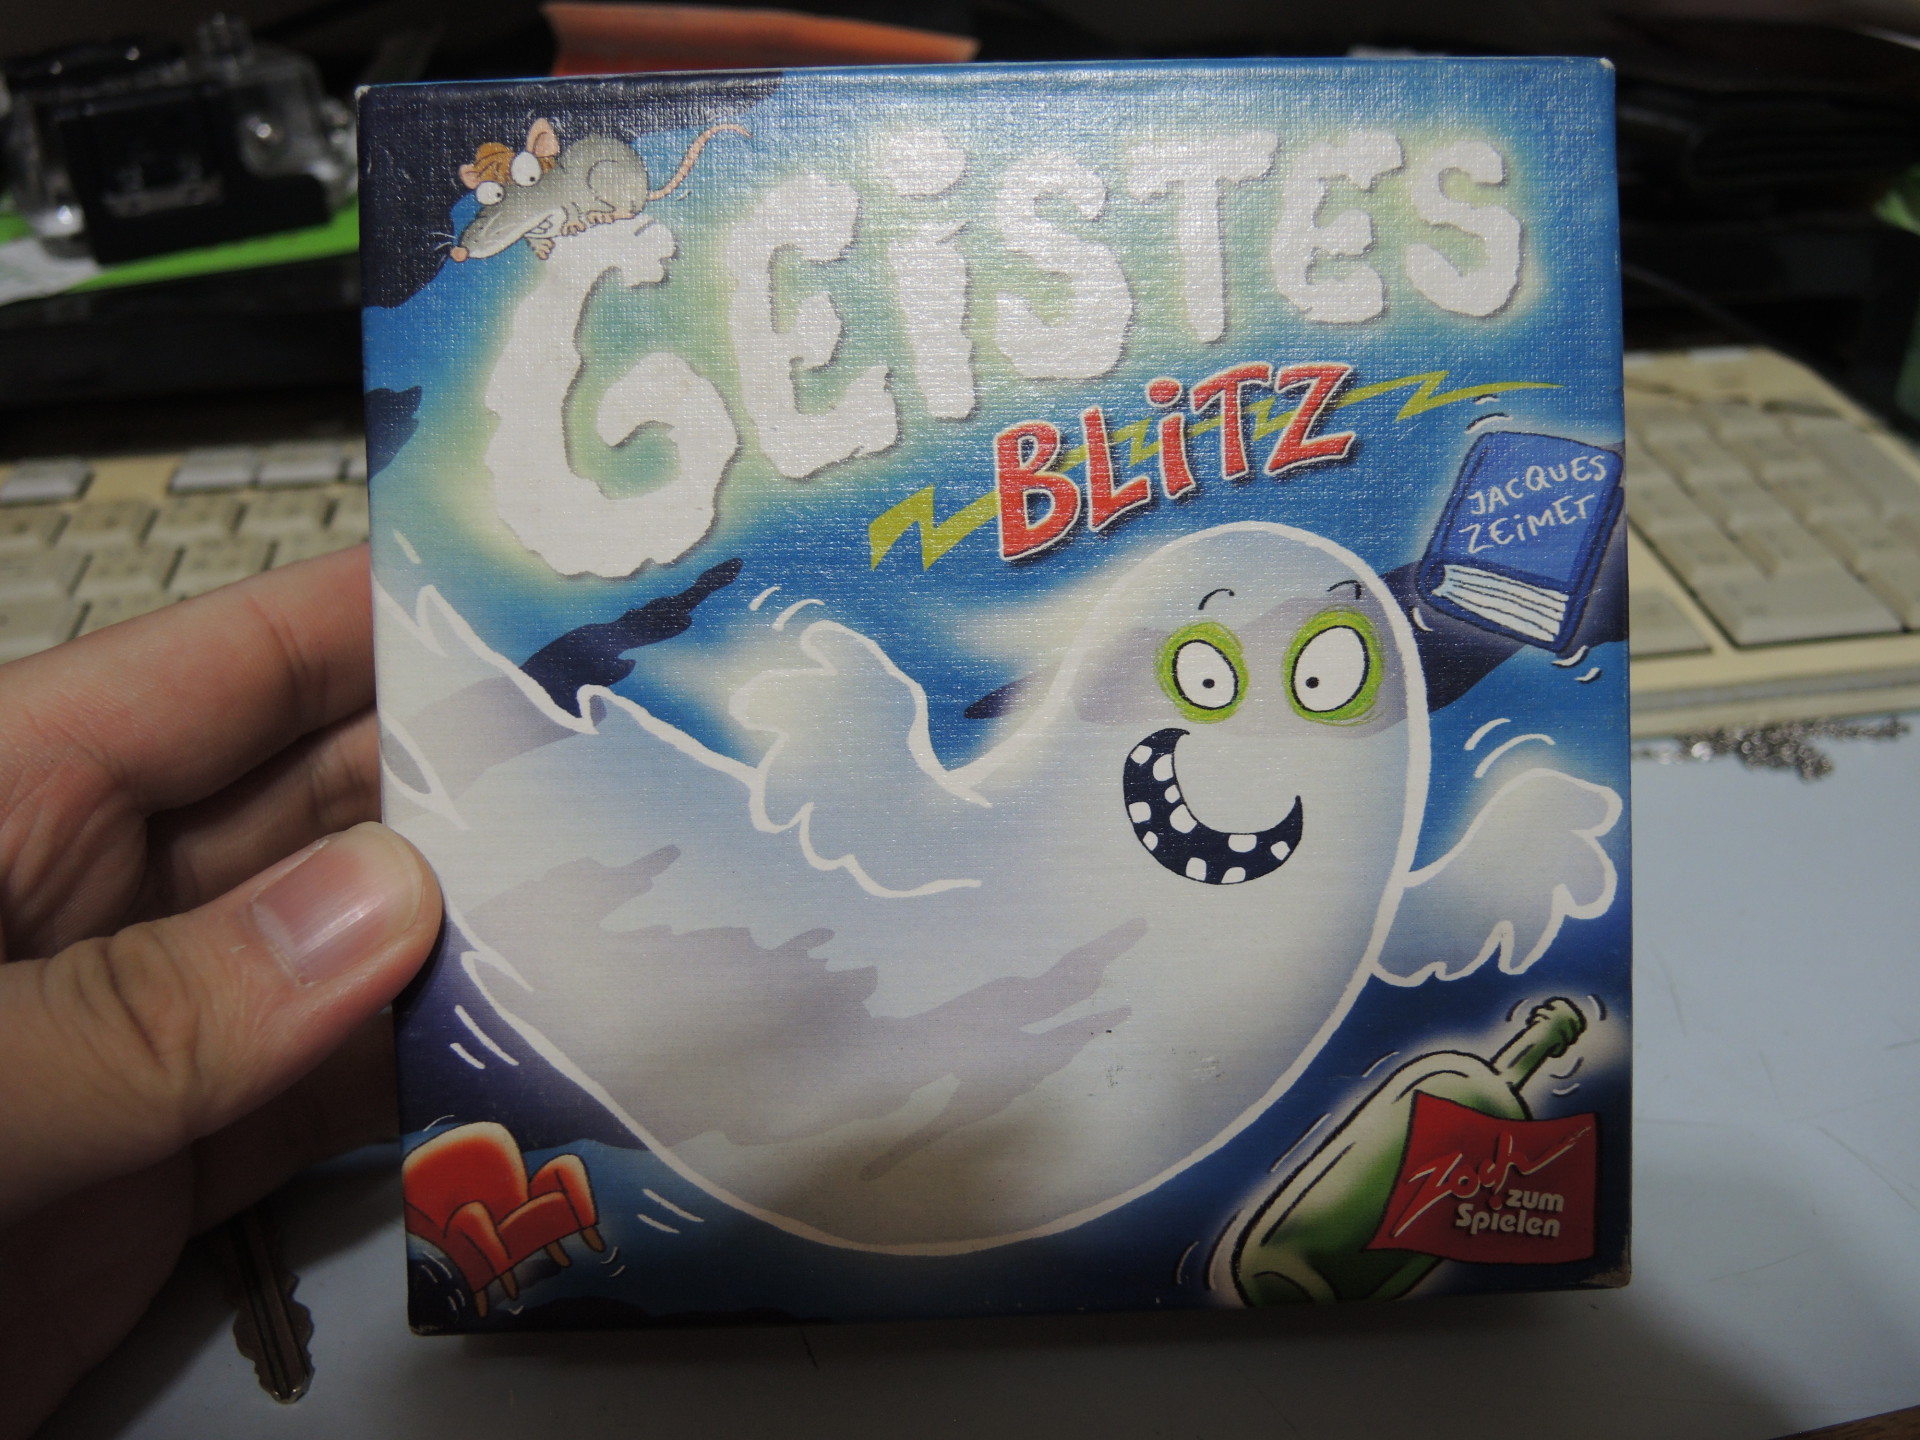 GEiSTES
BLiTZ
JACQUES
ZEiMET
Zoch
zum
Spielen